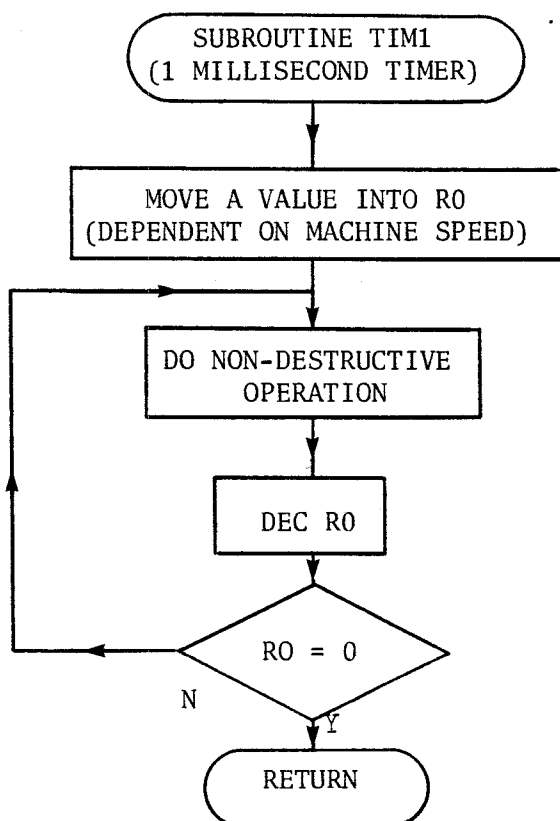 SUBROUTINE TIM1
(1 MILLISECOND TIMER)
MOVE A VALUE INTO R0
(DEPENDENT ON MACHINE SPEED)
DO NON-DESTRUCTIVE
OPERATION
DEC R0
R0 = 0
N
Y
RETURN